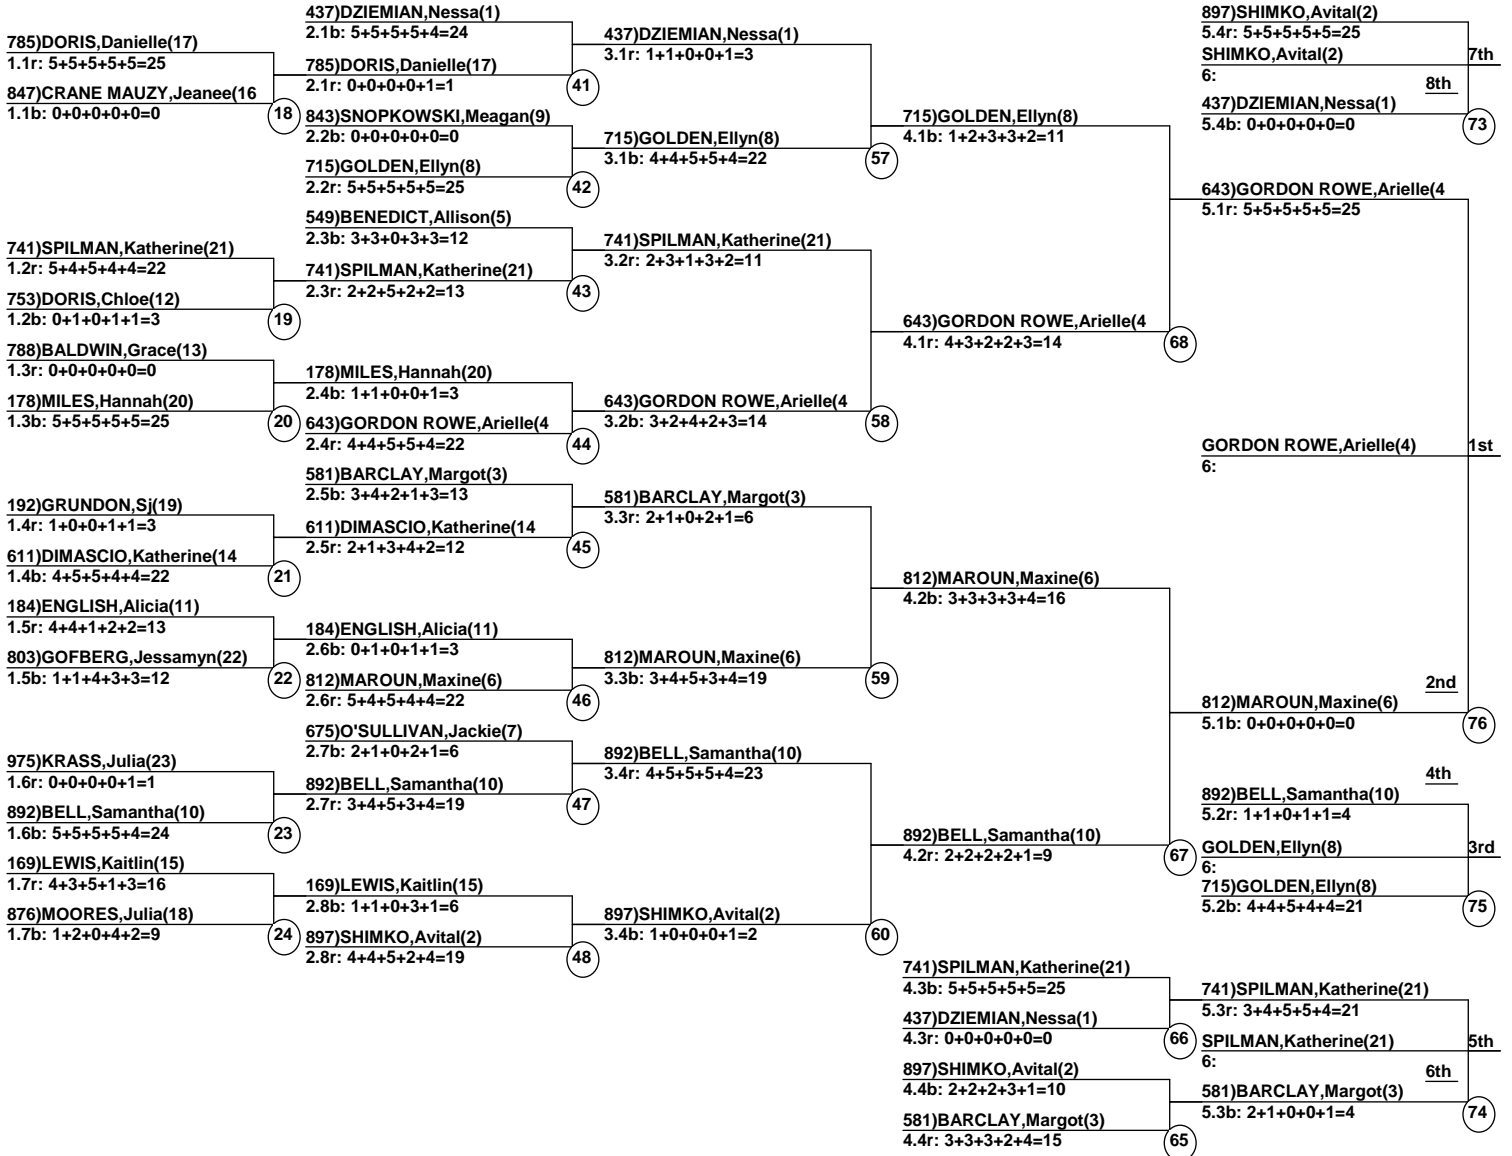 785)DORIS,Danielle(17)
1.1r: 5+5+5+5+5=25
847)CRANE MAUZY,Jeanee(16
1.1b: 0+0+0+0+0=0
18
741)SPILMAN,Katherine(21)
1.2r: 5+4+5+4+4=22
753)DORIS,Chloe(12)
1.2b: 0+1+0+1+1=3
19
788)BALDWIN,Grace(13)
1.3r: 0+0+0+0+0=0
178)MILES,Hannah(20)
1.3b: 5+5+5+5+5=25
20
192)GRUNDON,Sj(19)
1.4r: 1+0+0+1+1=3
611)DIMASCIO,Katherine(14
1.4b: 4+5+5+4+4=22
21
184)ENGLISH,Alicia(11)
1.5r: 4+4+1+2+2=13
803)GOFBERG,Jessamyn(22)
1.5b: 1+1+4+3+3=12
22
975)KRASS,Julia(23)
1.6r: 0+0+0+0+1=1
892)BELL,Samantha(10)
1.6b: 5+5+5+5+4=24
23
169)LEWIS,Kaitlin(15)
1.7r: 4+3+5+1+3=16
876)MOORES,Julia(18)
1.7b: 1+2+0+4+2=9
24
437)DZIEMIAN,Nessa(1)
2.1b: 5+5+5+5+4=24
785)DORIS,Danielle(17)
2.1r: 0+0+0+0+1=1
41
843)SNOPKOWSKI,Meagan(9)
2.2b: 0+0+0+0+0=0
715)GOLDEN,Ellyn(8)
2.2r: 5+5+5+5+5=25
42
549)BENEDICT,Allison(5)
2.3b: 3+3+0+3+3=12
741)SPILMAN,Katherine(21)
2.3r: 2+2+5+2+2=13
43
178)MILES,Hannah(20)
2.4b: 1+1+0+0+1=3
643)GORDON ROWE,Arielle(4
2.4r: 4+4+5+5+4=22
44
581)BARCLAY,Margot(3)
2.5b: 3+4+2+1+3=13
611)DIMASCIO,Katherine(14
2.5r: 2+1+3+4+2=12
45
184)ENGLISH,Alicia(11)
2.6b: 0+1+0+1+1=3
812)MAROUN,Maxine(6)
2.6r: 5+4+5+4+4=22
46
675)O'SULLIVAN,Jackie(7)
2.7b: 2+1+0+2+1=6
892)BELL,Samantha(10)
2.7r: 3+4+5+3+4=19
47
169)LEWIS,Kaitlin(15)
2.8b: 1+1+0+3+1=6
897)SHIMKO,Avital(2)
2.8r: 4+4+5+2+4=19
48
437)DZIEMIAN,Nessa(1)
3.1r: 1+1+0+0+1=3
715)GOLDEN,Ellyn(8)
3.1b: 4+4+5+5+4=22
57
741)SPILMAN,Katherine(21)
3.2r: 2+3+1+3+2=11
643)GORDON ROWE,Arielle(4
3.2b: 3+2+4+2+3=14
58
581)BARCLAY,Margot(3)
3.3r: 2+1+0+2+1=6
812)MAROUN,Maxine(6)
3.3b: 3+4+5+3+4=19
59
892)BELL,Samantha(10)
3.4r: 4+5+5+5+4=23
897)SHIMKO,Avital(2)
3.4b: 1+0+0+0+1=2
60
715)GOLDEN,Ellyn(8)
4.1b: 1+2+3+3+2=11
643)GORDON ROWE,Arielle(4
4.1r: 4+3+2+2+3=14
68
812)MAROUN,Maxine(6)
4.2b: 3+3+3+3+4=16
892)BELL,Samantha(10)
4.2r: 2+2+2+2+1=9
67
741)SPILMAN,Katherine(21)
4.3b: 5+5+5+5+5=25
437)DZIEMIAN,Nessa(1)
4.3r: 0+0+0+0+0=0
66
897)SHIMKO,Avital(2)
4.4b: 2+2+2+3+1=10
581)BARCLAY,Margot(3)
4.4r: 3+3+3+2+4=15
65
897)SHIMKO,Avital(2)
5.4r: 5+5+5+5+5=25
SHIMKO,Avital(2) 7th
6:
8th
437)DZIEMIAN,Nessa(1)
5.4b: 0+0+0+0+0=0
73
643)GORDON ROWE,Arielle(4
5.1r: 5+5+5+5+5=25
GORDON ROWE,Arielle(4) 1st
6:
2nd
812)MAROUN,Maxine(6)
5.1b: 0+0+0+0+0=0
76
4th
892)BELL,Samantha(10)
5.2r: 1+1+0+1+1=4
GOLDEN,Ellyn(8) 3rd
6:
715)GOLDEN,Ellyn(8)
5.2b: 4+4+5+4+4=21
75
741)SPILMAN,Katherine(21)
5.3r: 3+4+5+5+4=21
SPILMAN,Katherine(21) 5th
6:
6th
581)BARCLAY,Margot(3)
5.3b: 2+1+0+0+1=4
74